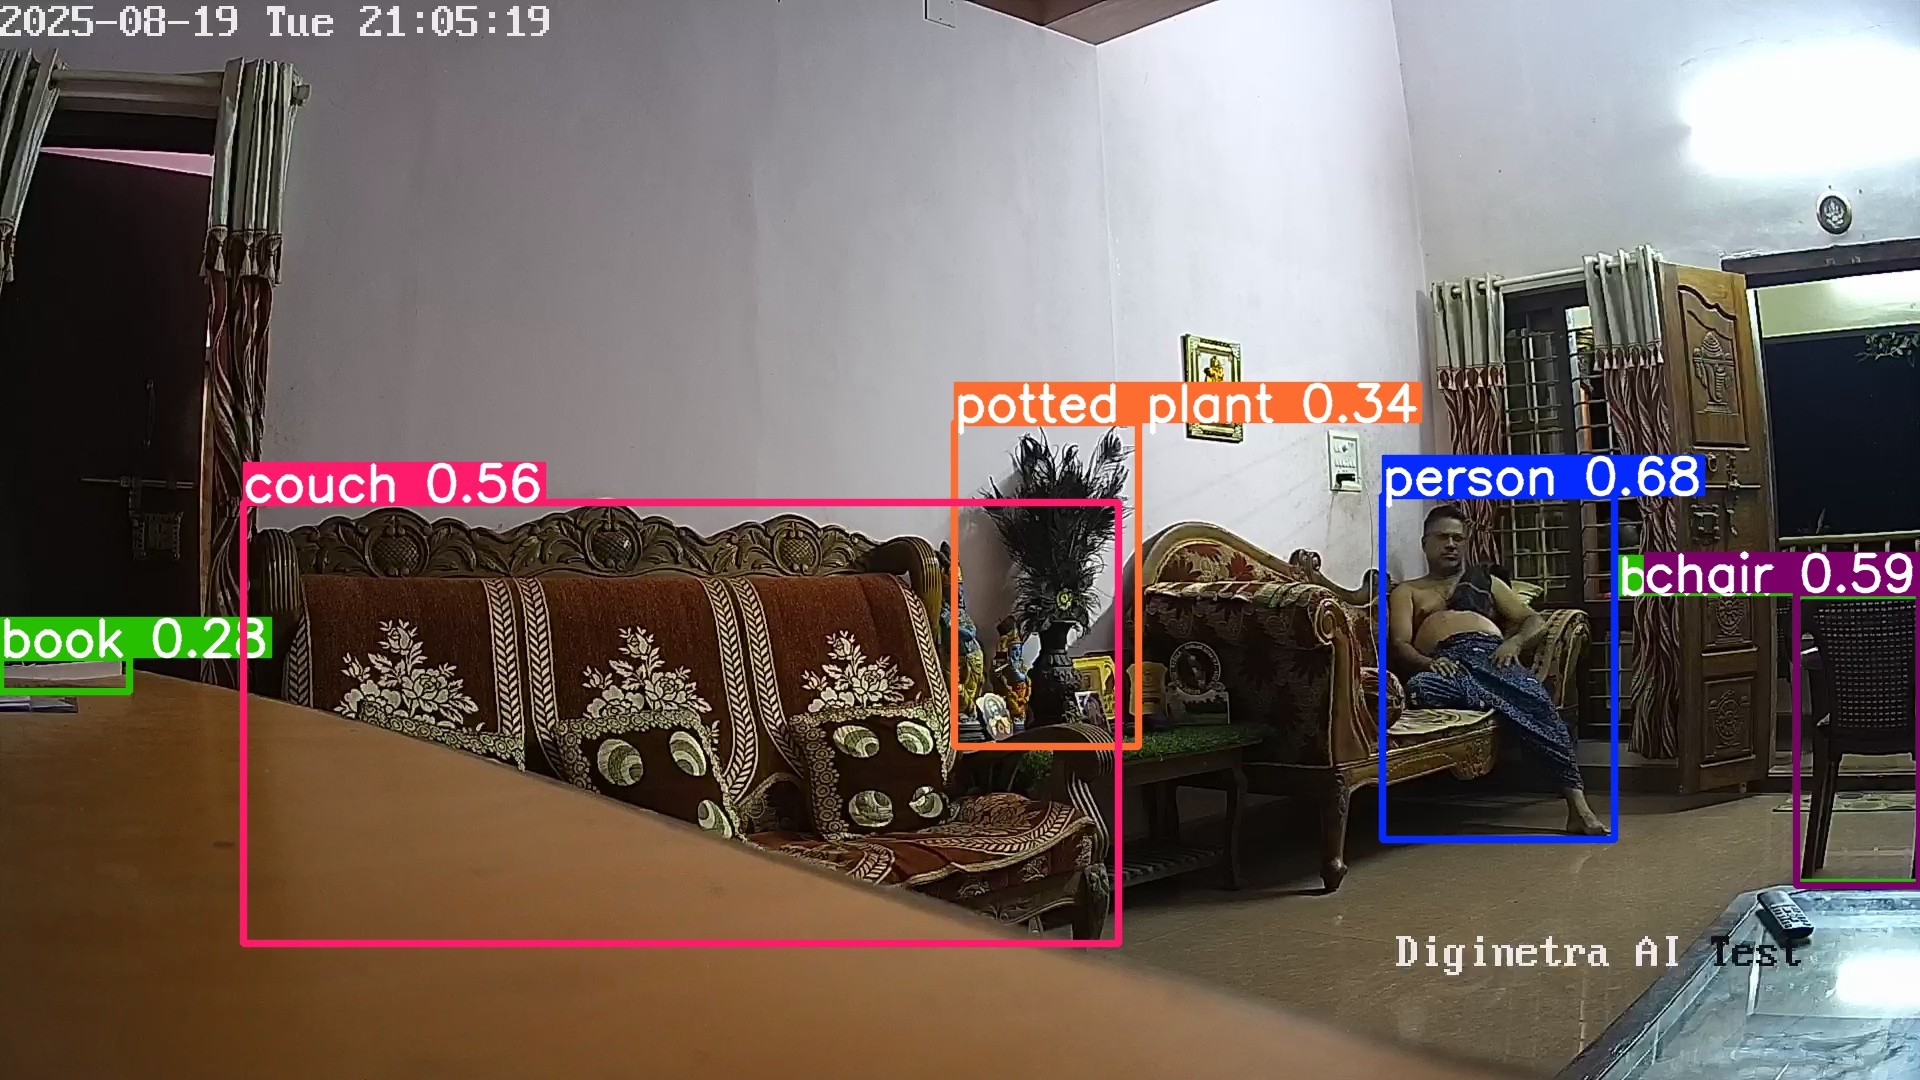 2025-08-19 Tue 21:05:19
potted plant 0.34
couch 0.56
person 0.68
b
chair 0.59
book 0.28
Diginetra AI Test